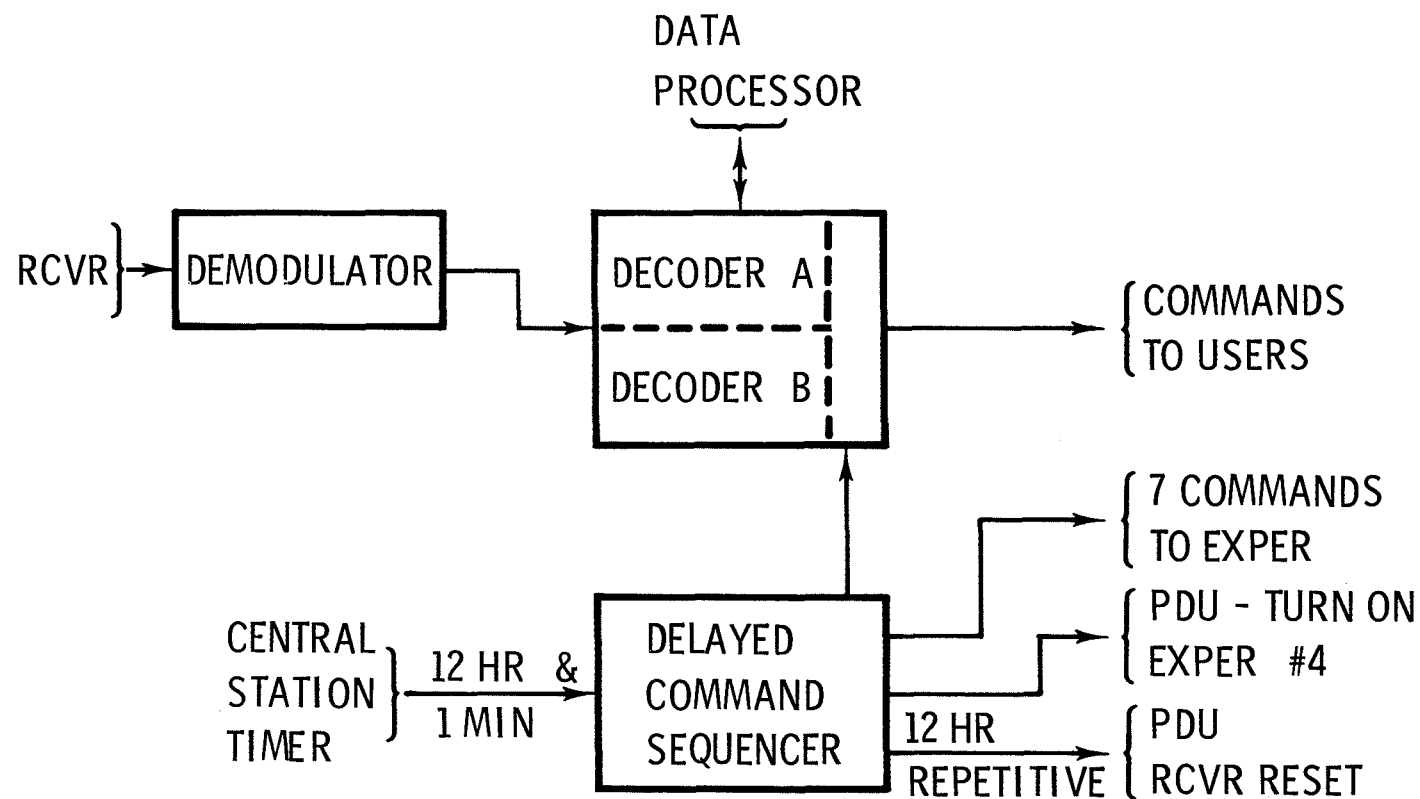 DATA
PROCESSOR
RCVR
DEMODULATOR
DECODER A
DECODER B
COMMANDS
TO USERS
7 COMMANDS
TO EXPER
PDU - TURN ON
EXPER #4
CENTRAL
STATION
TIMER
12 HR &
1 MIN
DELAYED
COMMAND
SEQUENCER
12 HR
REPETITIVE
PDU
RCVR RESET